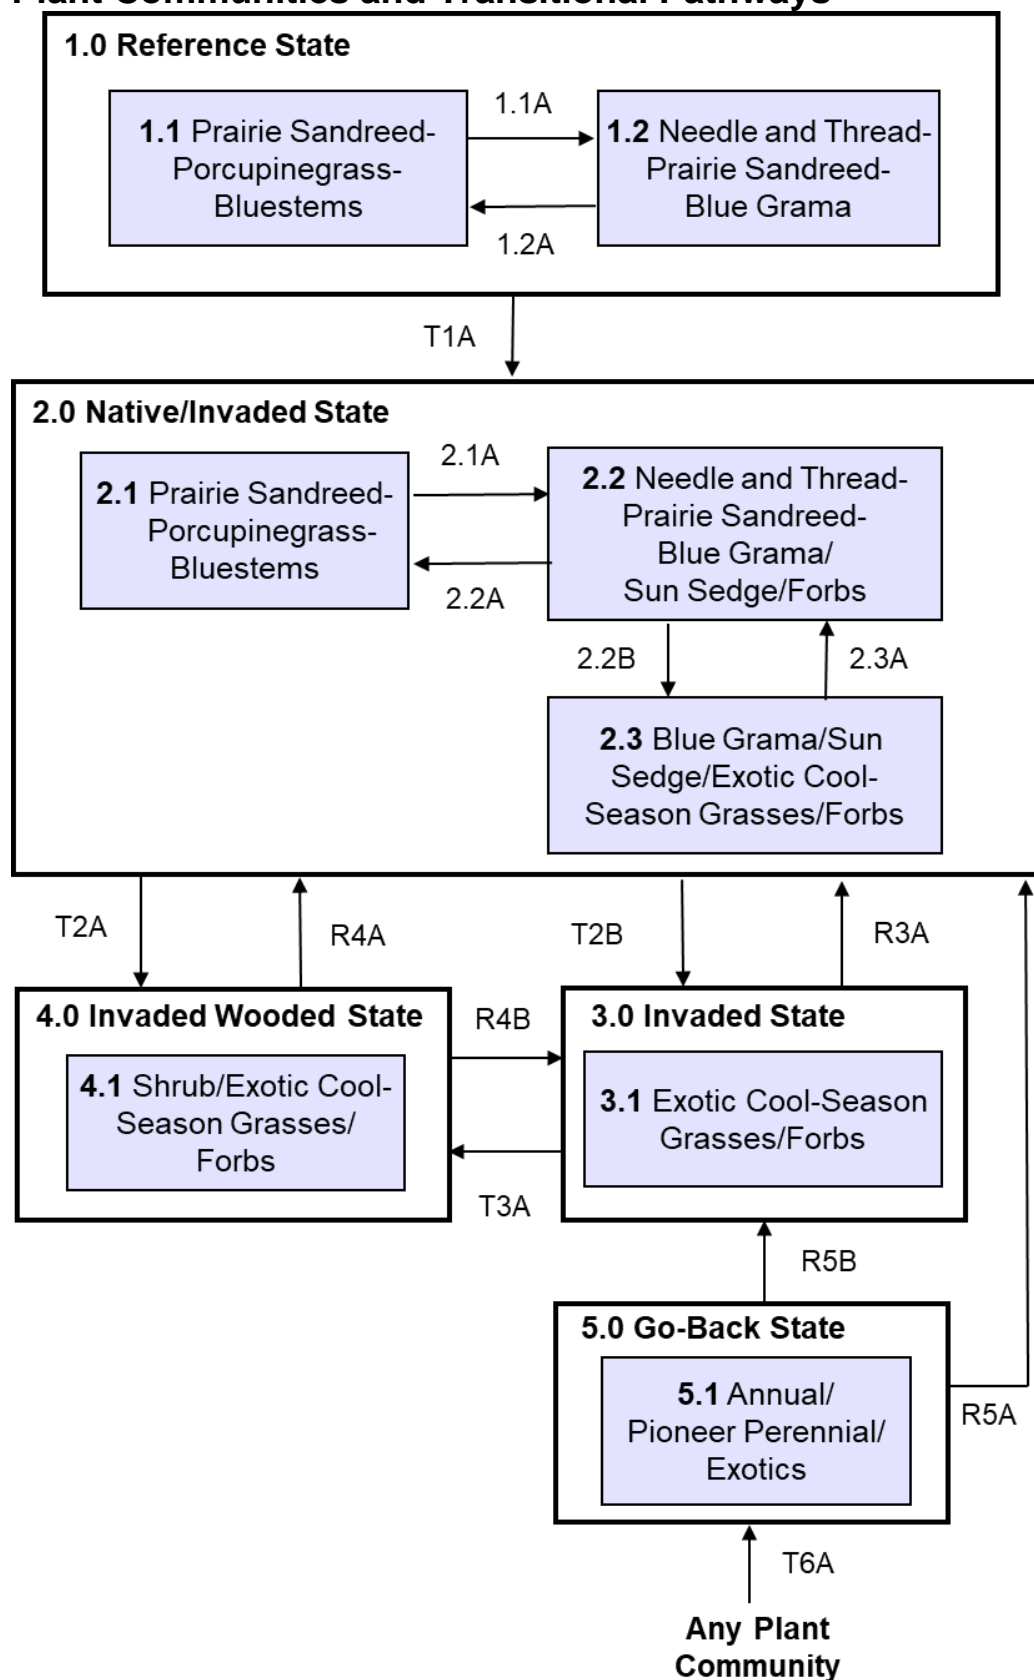 Plant Communities and Transitional Pathways
1.0 Reference State
1.1A
1.1 Prairie Sandreed-
Porcupinegrass-
Bluestems
1.2 Needle and Thread-
Prairie Sandreed-
Blue Grama
1.2A
T1A
2.0 Native/Invaded State
2.1A
2.1 Prairie Sandreed-
Porcupinegrass-
Bluestems
2.2 Needle and Thread-
Prairie Sandreed-
Blue Grama/
Sun Sedge/Forbs
2.2A
2.2B
2.3A
2.3 Blue Grama/Sun
Sedge/Exotic Cool-
Season Grasses/Forbs
T2A
R4A
T2B
R3A
4.0 Invaded Wooded State
R4B
3.0 Invaded State
4.1 Shrub/Exotic Cool-
Season Grasses/
Forbs
3.1 Exotic Cool-Season
Grasses/Forbs
T3A
R5B
5.0 Go-Back State
5.1 Annual/
Pioneer Perennial/
Exotics
R5A
T6A
Any Plant
Community